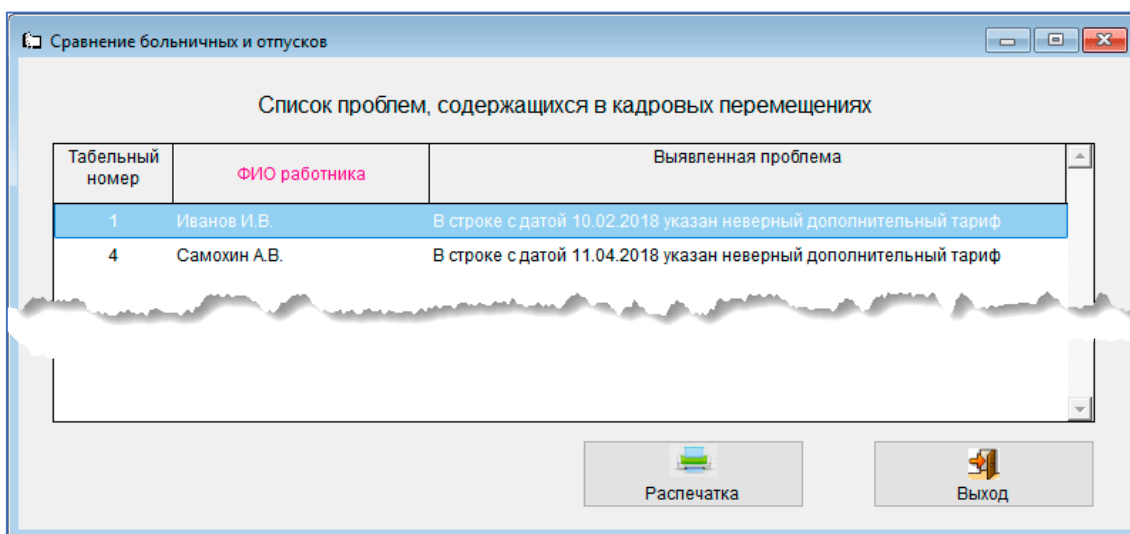 Сравнение больничных и отпусков
Список проблем, содержащихся в кадровых перемещениях
Табельный номер ФИО работника Выявленная проблема
1 Иванов И.В. В строке с датой 10.02.2018 указан неверный дополнительный тариф
4 Самохин А.В. В строке с датой 11.04.2018 указан неверный дополнительный тариф
Распечатка Выход